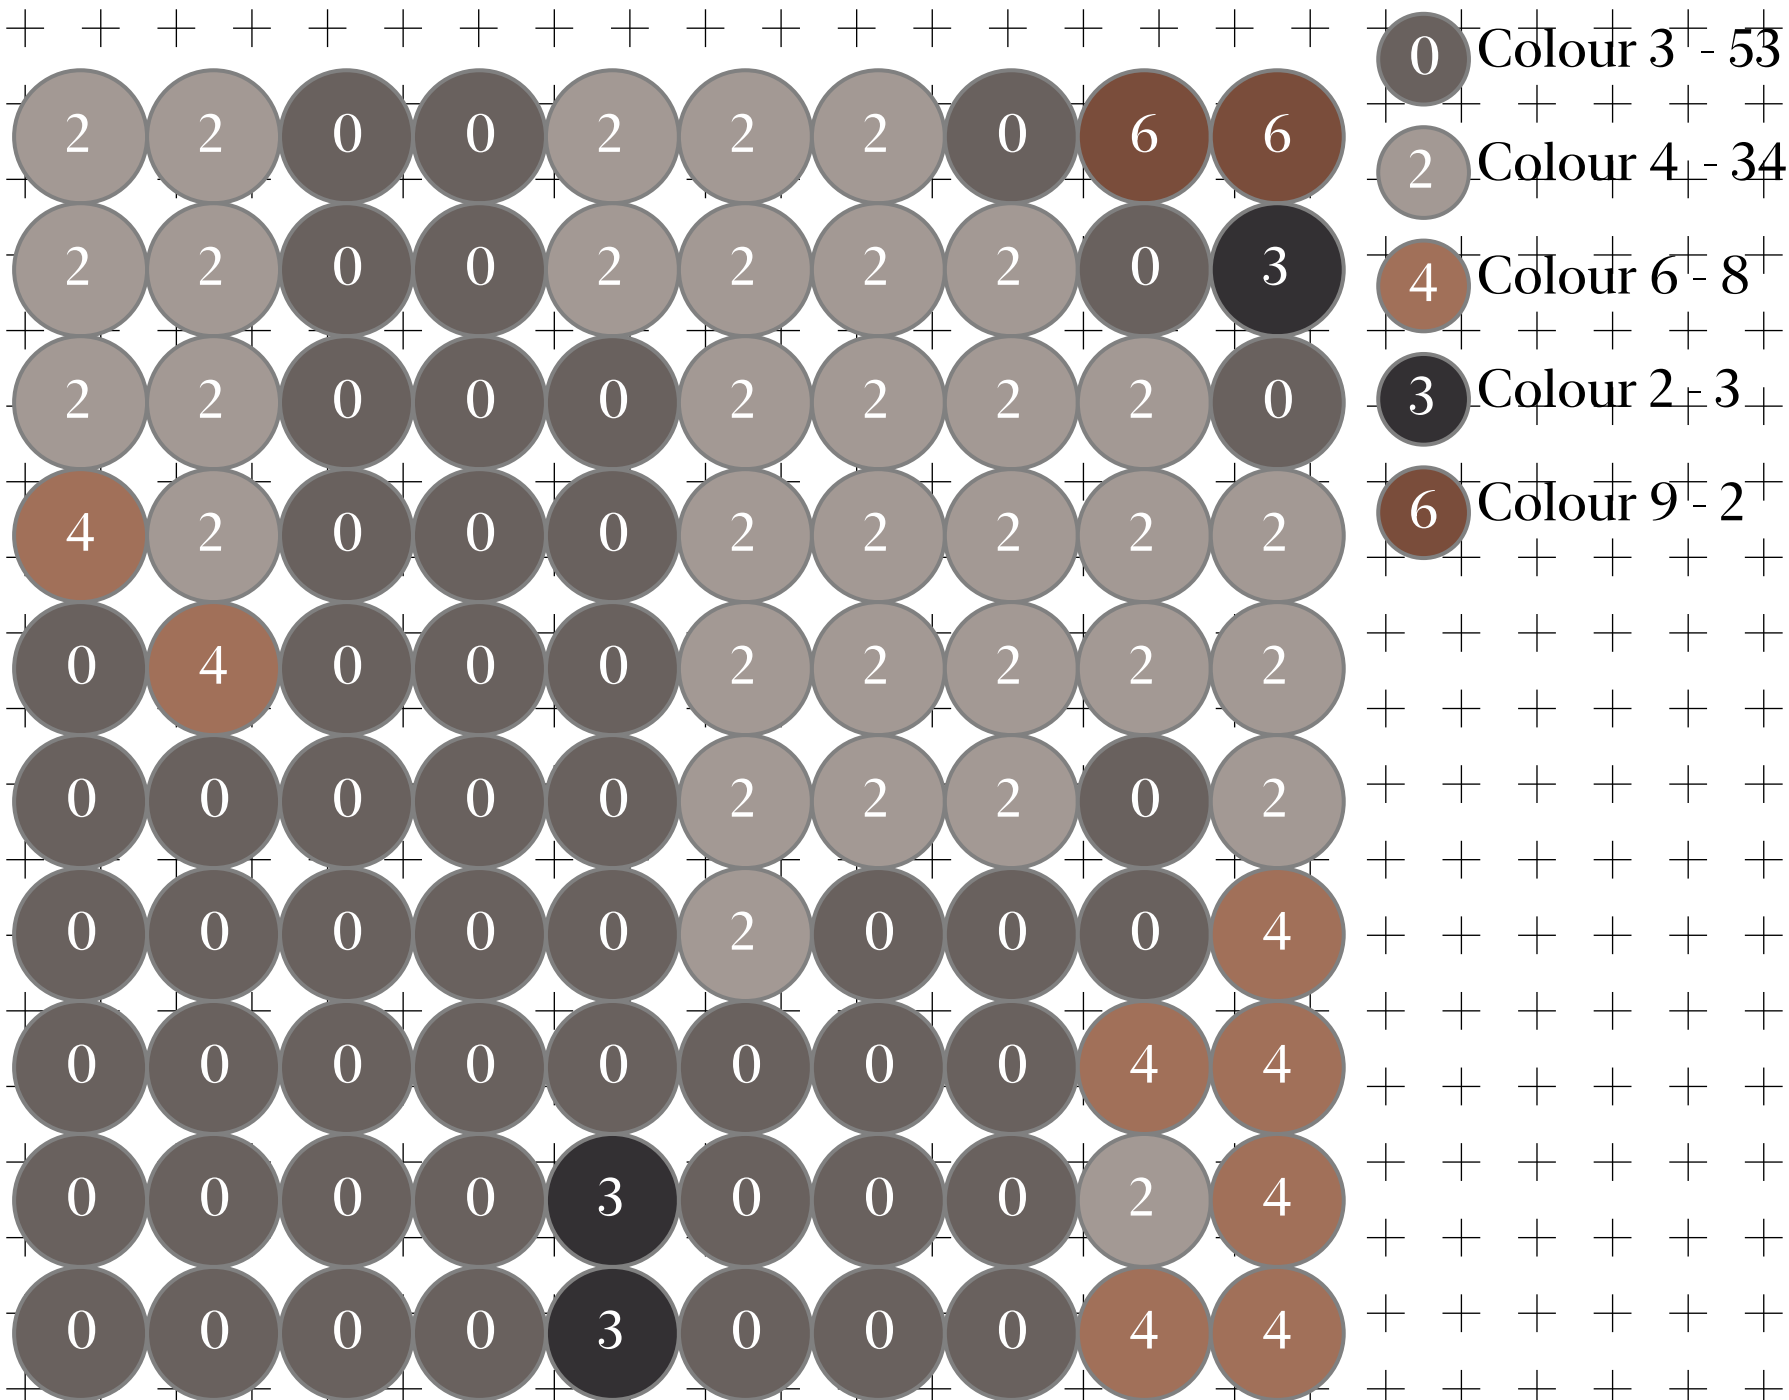 2 2 0 0 2 2 2 0 6 6
2 2 0 0 2 2 2 2 0 3
2 2 0 0 0 2 2 2 2 0
4 2 0 0 0 2 2 2 2 2
0 4 0 0 0 2 2 2 2 2
0 0 0 0 0 2 2 2 0 2
0 0 0 0 0 2 0 0 0 4
0 0 0 0 0 0 0 0 4 4
0 0 0 0 3 0 0 0 2 4
0 0 0 0 3 0 0 0 4 4
0 Colour 3 - 53
2 Colour 4 - 34
4 Colour 6 - 8
3 Colour 2 - 3
6 Colour 9 - 2